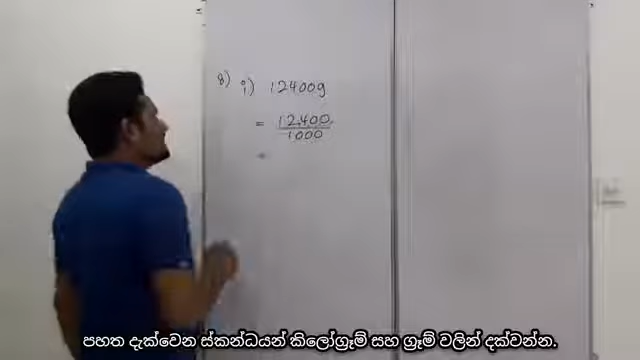 8) i) 12400g
= 12400
1000
=
පහත දැක්වෙන ස්කන්ධයන් කිලෝග්‍රෑම් සහ ග්‍රෑම් වලින් දක්වන්න.